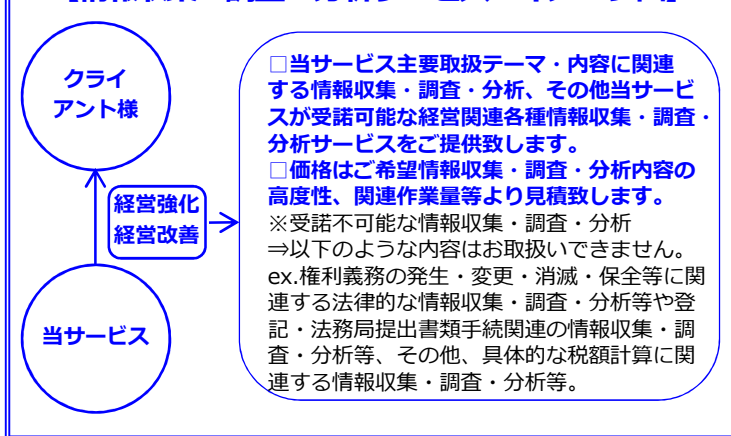 クライ
アント様
経営強化
経営改善
当サービス
□当サービス主要取扱テーマ・内容に関連
する情報収集・調査・分析、その他当サービ
スが受諾可能な経営関連各種情報収集・調査・
分析サービスをご提供致します。
□価格はご希望情報収集・調査・分析内容の
高度性、関連作業量等より見積致します。
※受諾不可能な情報収集・調査・分析
⇒以下のような内容はお取扱いできません。
ex.権利義務の発生・変更・消滅・保全等に関
連する法律的な情報収集・調査・分析等や登
記・法務局提出書類手続関連の情報収集・調
査・分析等、その他、具体的な税額計算に関
連する情報収集・調査・分析等。